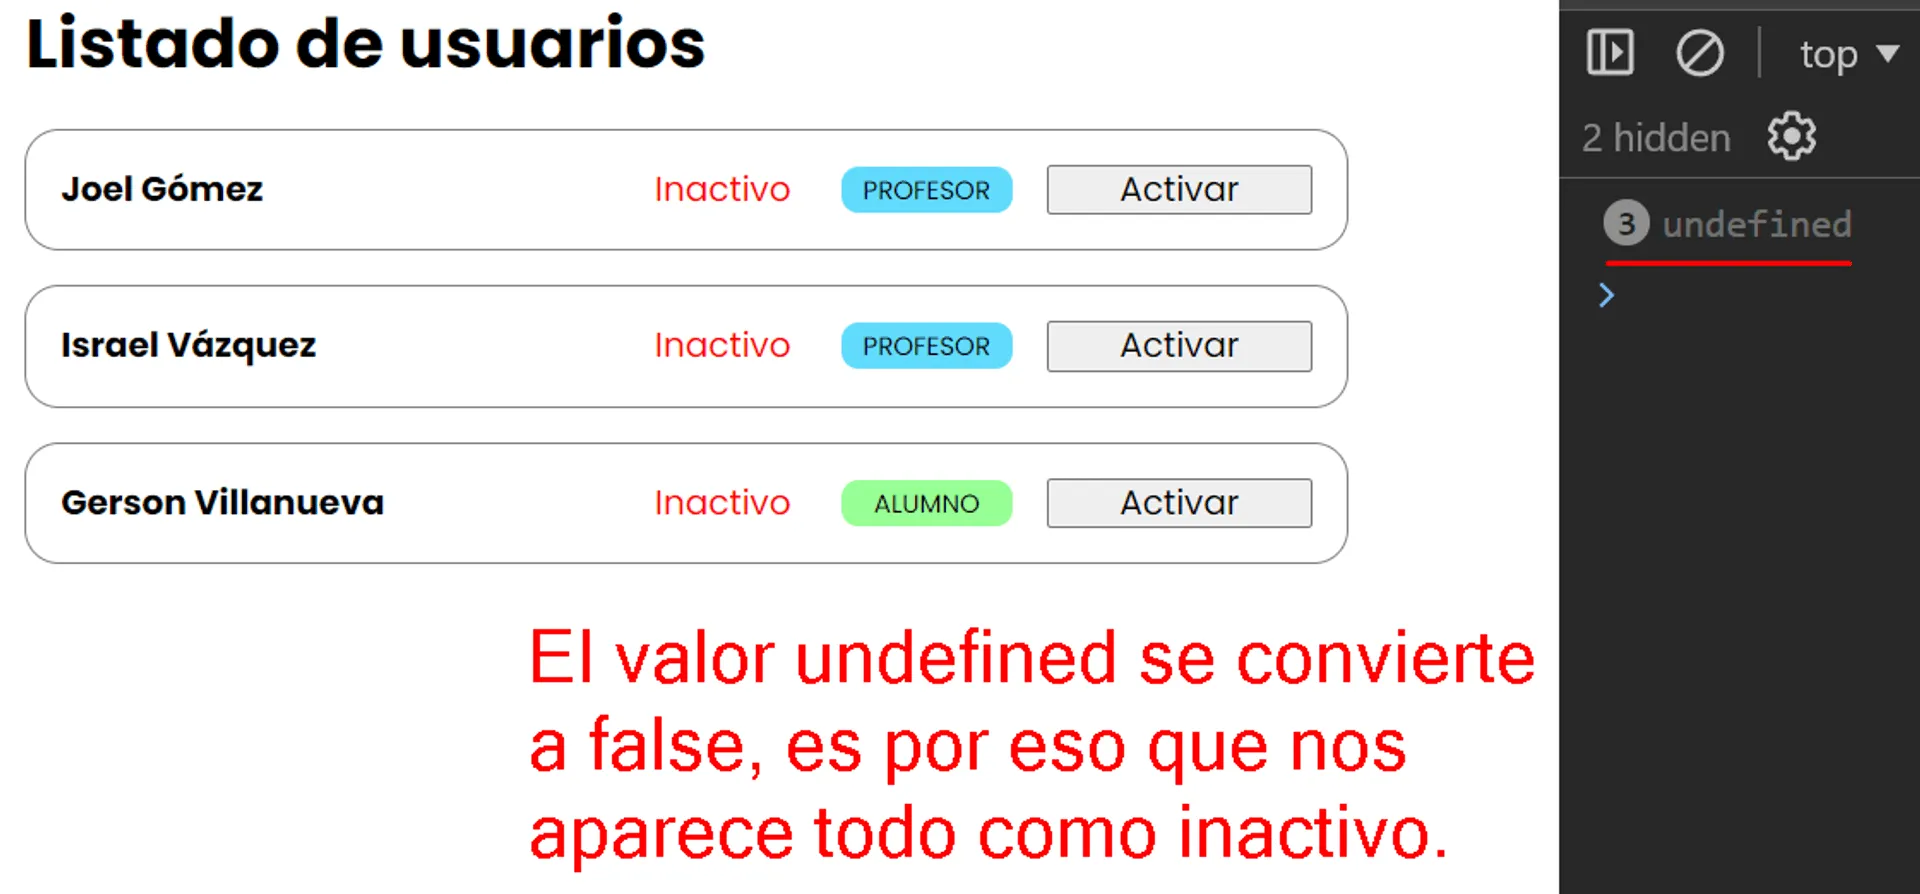 Listado de usuarios
Joel Gómez Inactivo PROFESOR Activar
Israel Vázquez Inactivo PROFESOR Activar
Gerson Villanueva Inactivo ALUMNO Activar
El valor undefined se convierte
a false, es por eso que nos
aparece todo como inactivo.
top
2 hidden
3 undefined